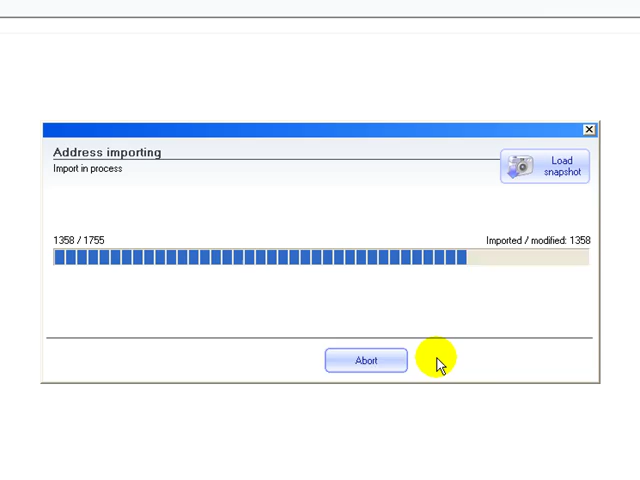 Address importing
Import in process
Load
snapshot
1358 / 1755
Imported / modified: 1358
Abort